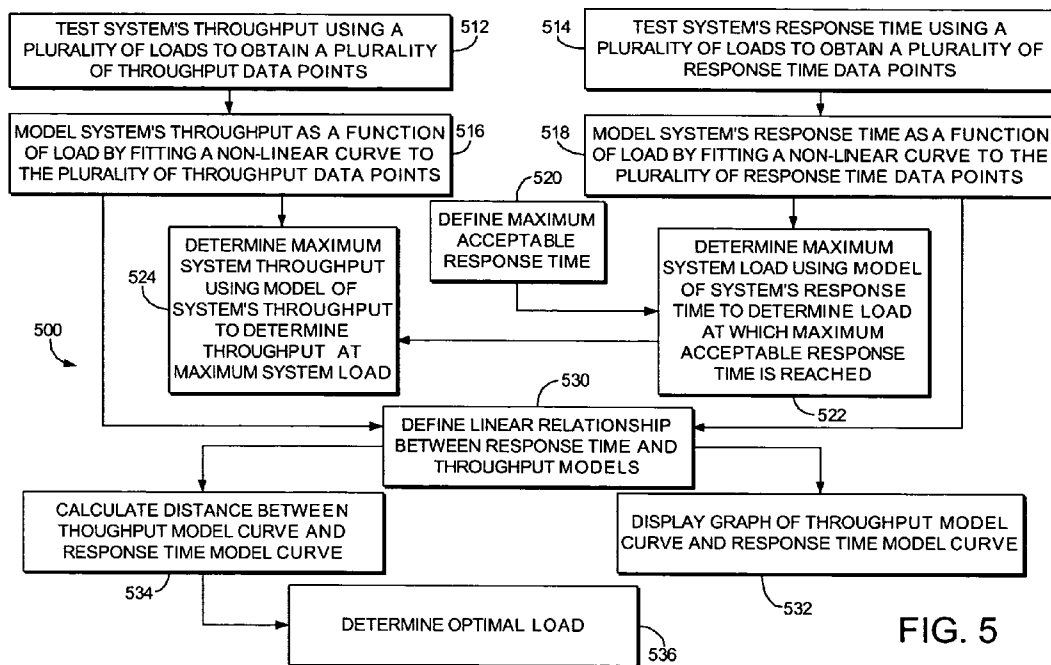 TEST SYSTEM'S THROUGHPUT USING A
PLURALITY OF LOADS TO OBTAIN A PLURALITY
OF THROUGHPUT DATA POINTS
512
514
TEST SYSTEM'S RESPONSE TIME USING A
PLURALITY OF LOADS TO OBTAIN A PLURALITY OF
RESPONSE TIME DATA POINTS
MODEL SYSTEM'S THROUGHPUT AS A FUNCTION
OF LOAD BY FITTING A NON-LINEAR CURVE TO
THE PLURALITY OF THROUGHPUT DATA POINTS
516
518
MODEL SYSTEM'S RESPONSE TIME AS A FUNCTION
OF LOAD BY FITTING A NON-LINEAR CURVE TO THE
PLURALITY OF RESPONSE TIME DATA POINTS
520
DEFINE MAXIMUM
ACCEPTABLE
RESPONSE TIME
524
DETERMINE MAXIMUM
SYSTEM THROUGHPUT
USING MODEL OF
SYSTEM'S THROUGHPUT
TO DETERMINE
THROUGHPUT AT
MAXIMUM SYSTEM LOAD
DETERMINE MAXIMUM
SYSTEM LOAD USING MODEL
OF SYSTEM'S RESPONSE
TIME TO DETERMINE LOAD
AT WHICH MAXIMUM
ACCEPTABLE RESPONSE
TIME IS REACHED
522
500
530
DEFINE LINEAR RELATIONSHIP
BETWEEN RESPONSE TIME AND
THROUGHPUT MODELS
CALCULATE DISTANCE BETWEEN
THOUGHPUT MODEL CURVE AND
RESPONSE TIME MODEL CURVE
534
DISPLAY GRAPH OF THROUGHPUT MODEL
CURVE AND RESPONSE TIME MODEL CURVE
532
DETERMINE OPTIMAL LOAD
536
FIG. 5